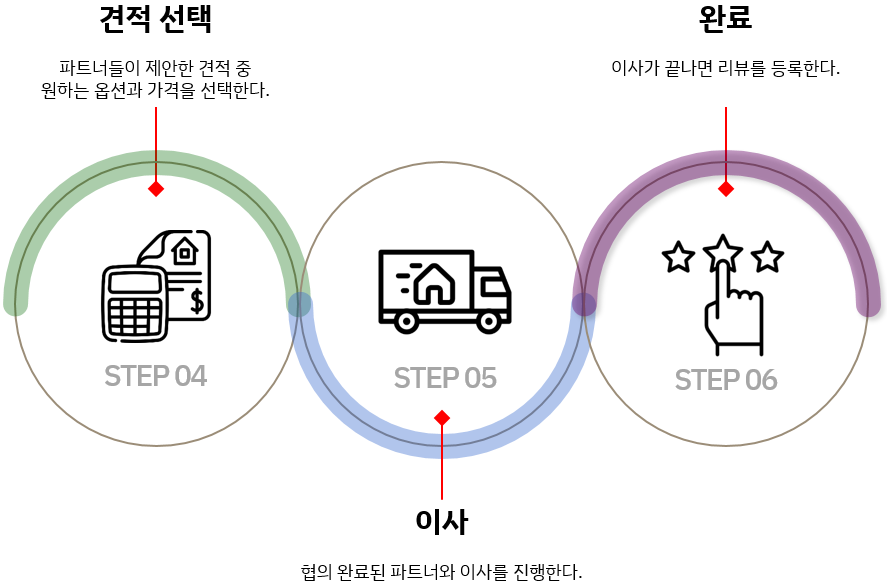 견적 선택
파트너들이 제안한 견적 중
원하는 옵션과 가격을 선택한다.
STEP 04
STEP 05
이사
협의 완료된 파트너와 이사를 진행한다.
완료
이사가 끝나면 리뷰를 등록한다.
STEP 06